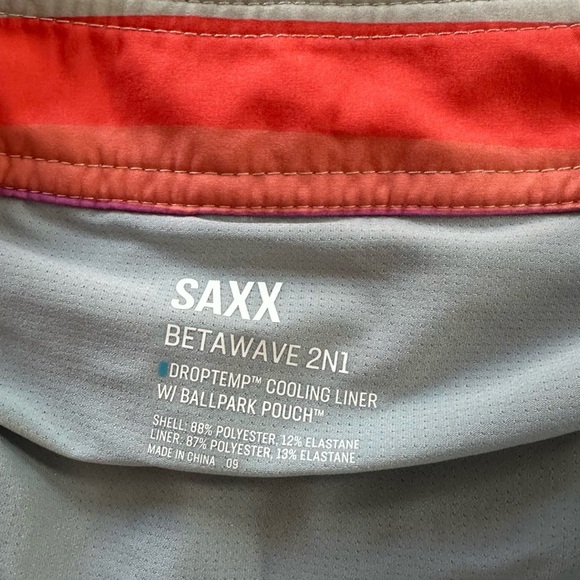 SAXX
BETAWAVE 2N1
DROPTEMP™ COOLING LINER
W/ BALLPARK POUCH™
SHELL: 88% POLYESTER, 12% ELASTANE
LINER: 87% POLYESTER, 13% ELASTANE
MADE IN CHINA 09